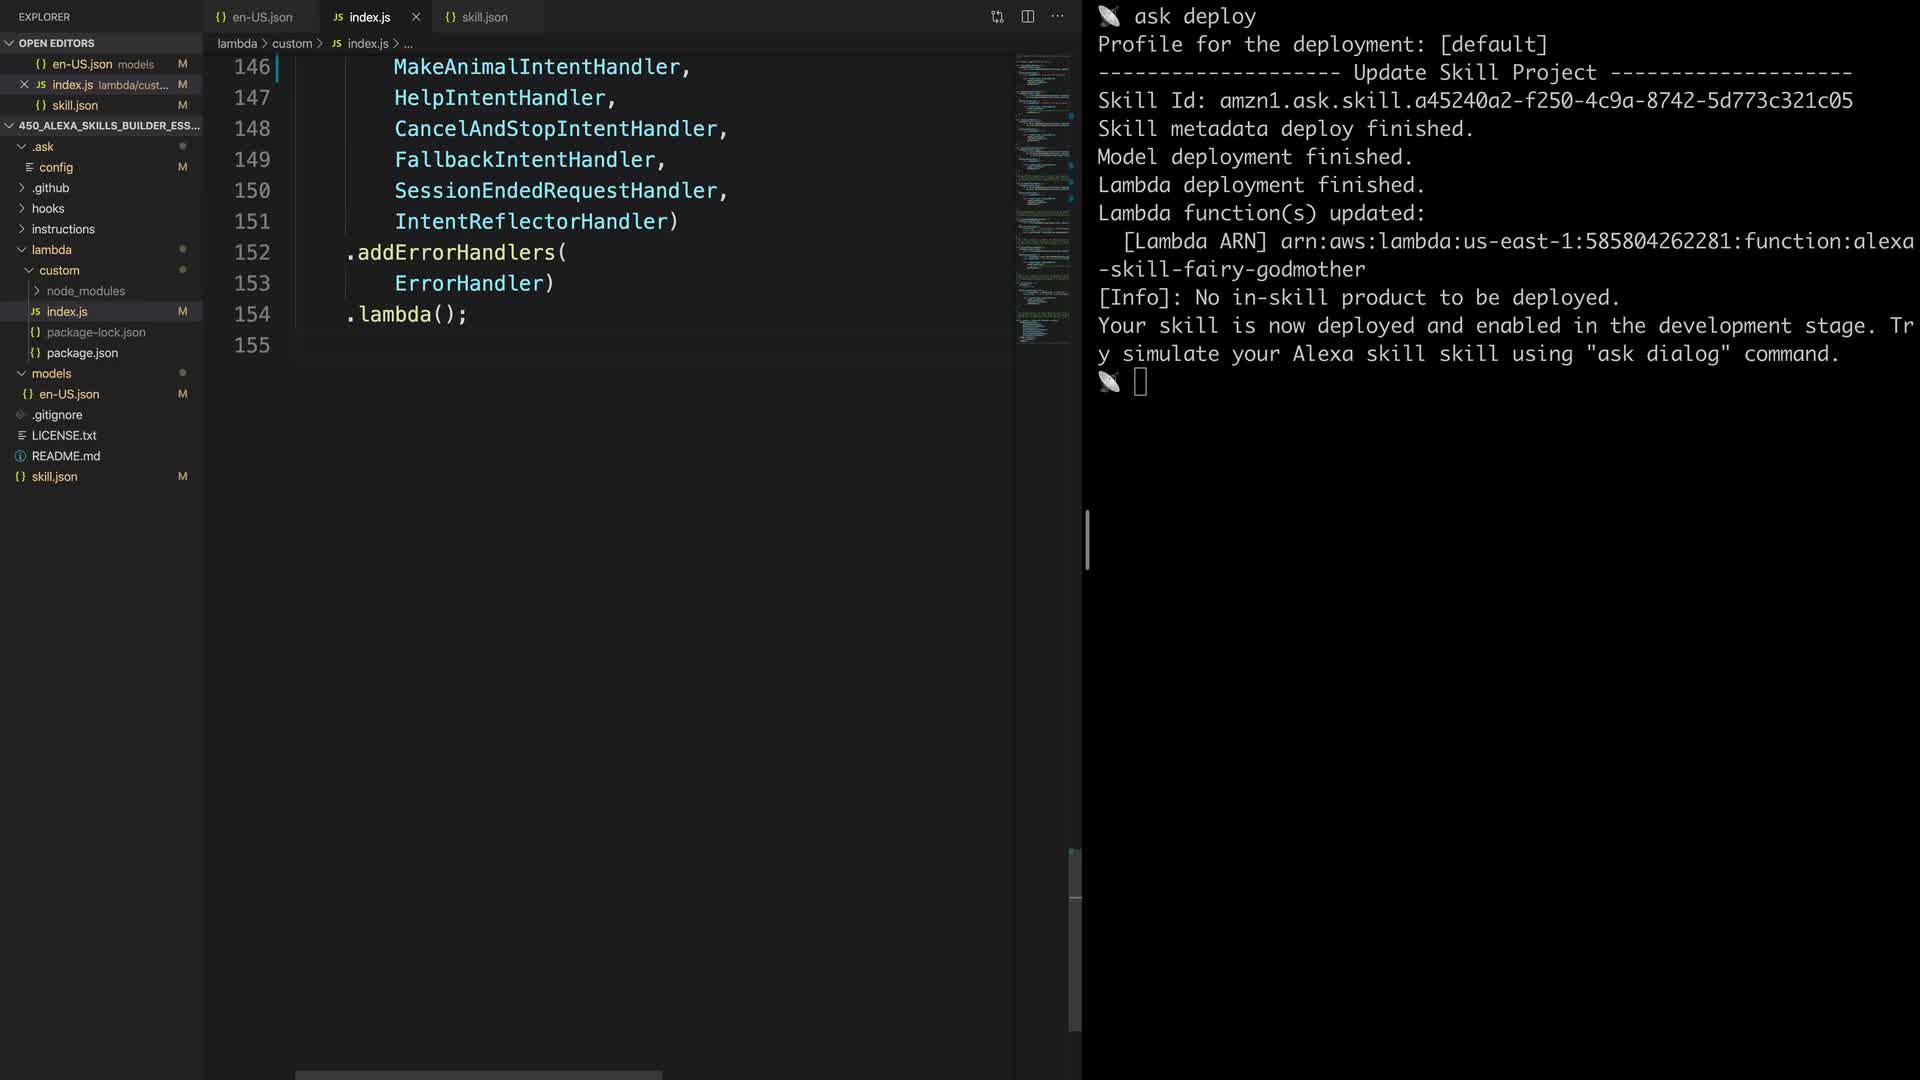 EXPLORER
OPEN EDITORS
{} en-US.json models M
JS index.js lambda/cust... M
{} skill.json M
450_ALEXA_SKILLS_BUILDER_ESS...
.ask
config M
.github
hooks
instructions
lambda
custom
node_modules
JS index.js M
{} package-lock.json
{} package.json
models
{} en-US.json M
.gitignore
LICENSE.txt
README.md
{} skill.json M
{} en-US.json
JS index.js
{} skill.json
lambda > custom > JS index.js > ...
146 MakeAnimalIntentHandler,
147 HelpIntentHandler,
148 CancelAndStopIntentHandler,
149 FallbackIntentHandler,
150 SessionEndedRequestHandler,
151 IntentReflectorHandler)
152 .addErrorHandlers(
153 ErrorHandler)
154 .lambda();
155
ask deploy
Profile for the deployment: [default]
-------------------- Update Skill Project --------------------
Skill Id: amzn1.ask.skill.a45240a2-f250-4c9a-8742-5d773c321c05
Skill metadata deploy finished.
Model deployment finished.
Lambda deployment finished.
Lambda function(s) updated:
[Lambda ARN] arn:aws:lambda:us-east-1:585804262281:function:alexa
-skill-fairy-godmother
[Info]: No in-skill product to be deployed.
Your skill is now deployed and enabled in the development stage. Tr
y simulate your Alexa skill skill using "ask dialog" command.